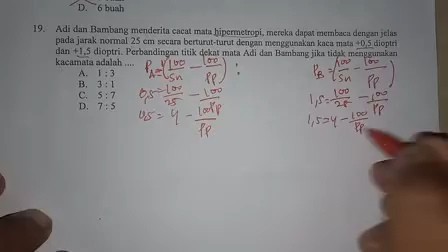 D. 6 buah
19. Adi dan Bambang menderita cacat mata hipermetropi, mereka dapat membaca dengan jelas
pada jarak normal 25 cm secara berturut-turut dengan menggunakan kaca mata +0,5 dioptri
dan +1,5 dioptri. Perbandingan titik dekat mata Adi dan Bambang jika tidak menggunakan
kacamata adalah ....
A. 1 : 3
B. 3 : 1
C. 5 : 7
D. 7 : 5
P_A = (100/Sn - 100/PP) :
0,5 = 100/25 - 100/PP
0,5 = 4 - 100/PP
P_B = (100/Sn - 100/PP)
1,5 = 100/25 - 100/PP
1,5 = 4 - 100/PP